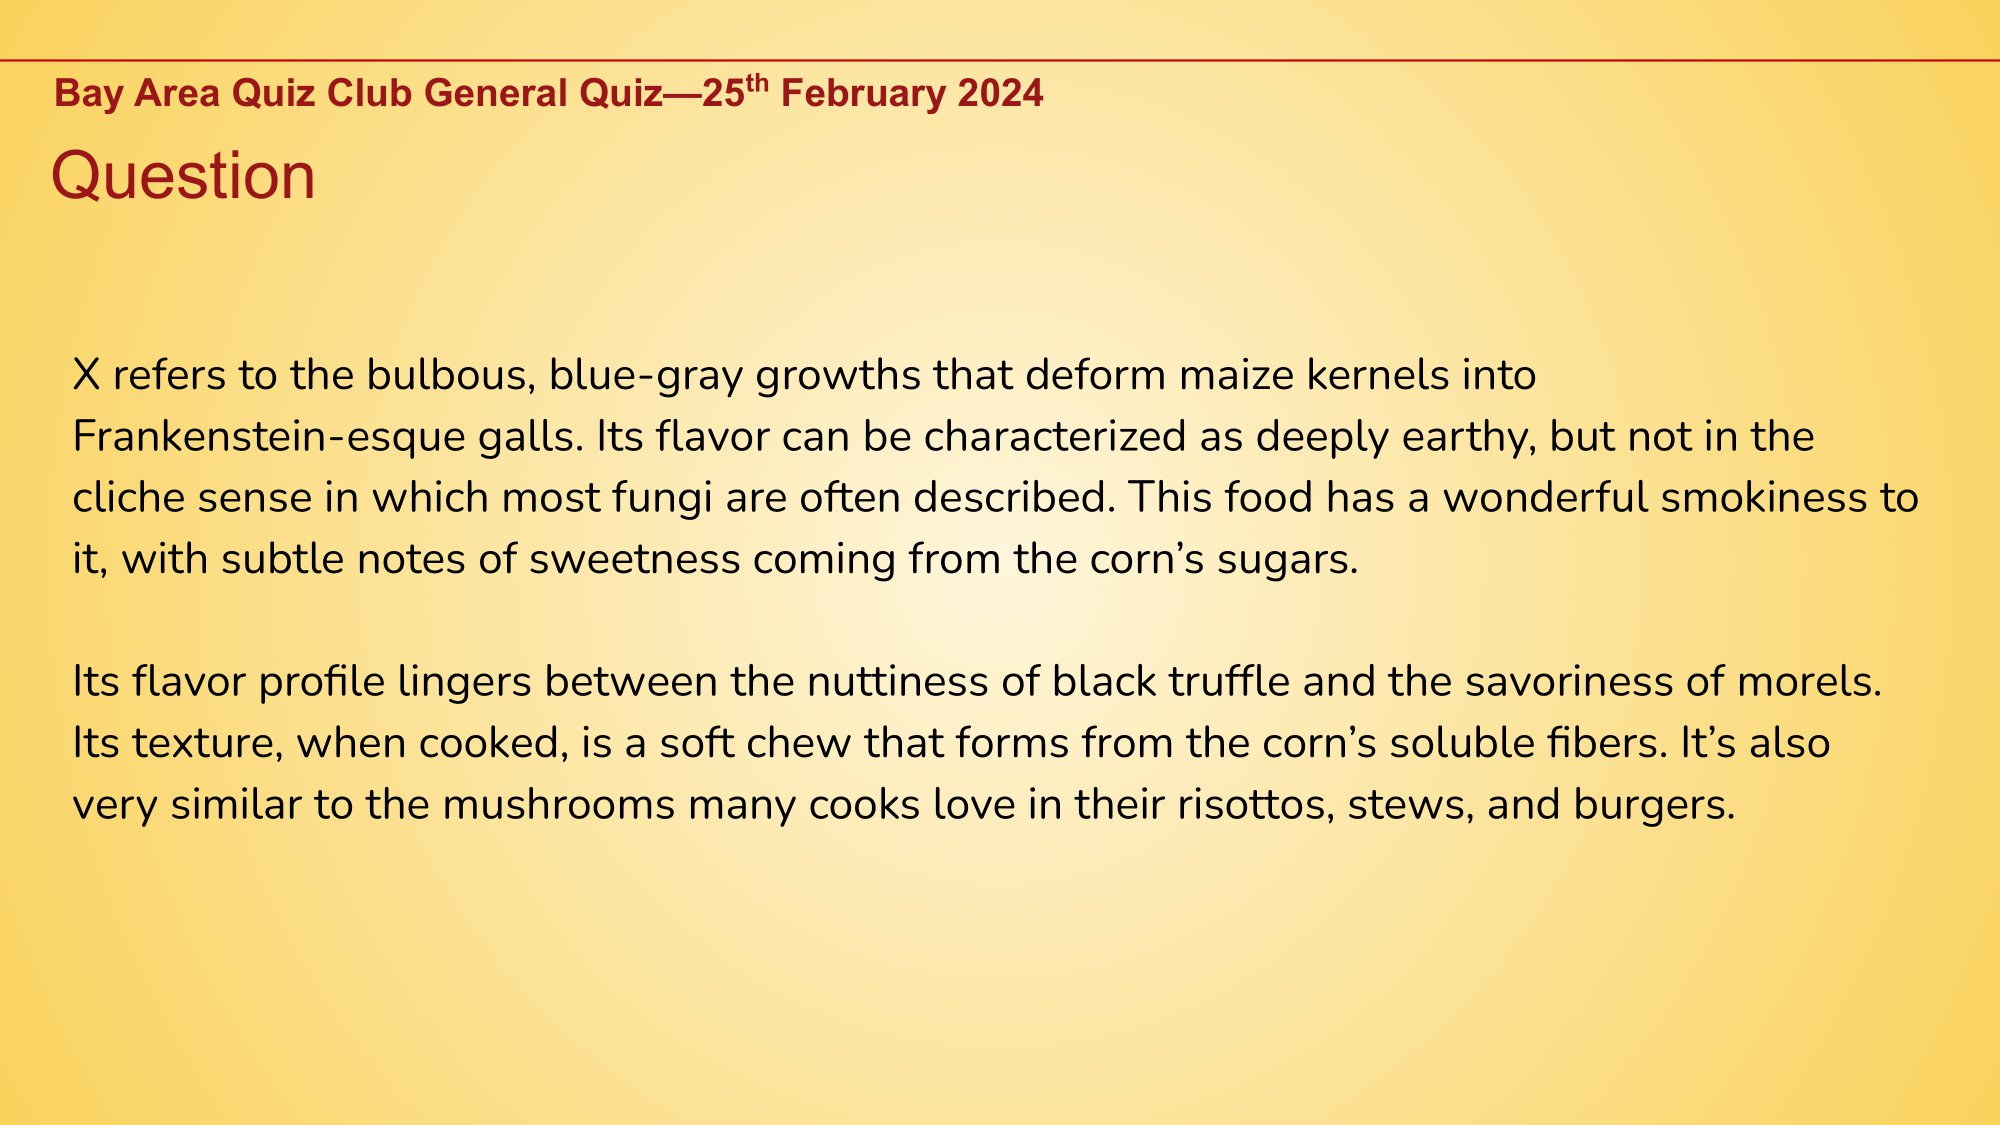 Bay Area Quiz Club General Quiz—25th February 2024
Question
X refers to the bulbous, blue-gray growths that deform maize kernels into
Frankenstein-esque galls. Its flavor can be characterized as deeply earthy, but not in the
cliche sense in which most fungi are often described. This food has a wonderful smokiness to
it, with subtle notes of sweetness coming from the corn’s sugars.
Its flavor profile lingers between the nuttiness of black truffle and the savoriness of morels.
Its texture, when cooked, is a soft chew that forms from the corn’s soluble fibers. It’s also
very similar to the mushrooms many cooks love in their risottos, stews, and burgers.